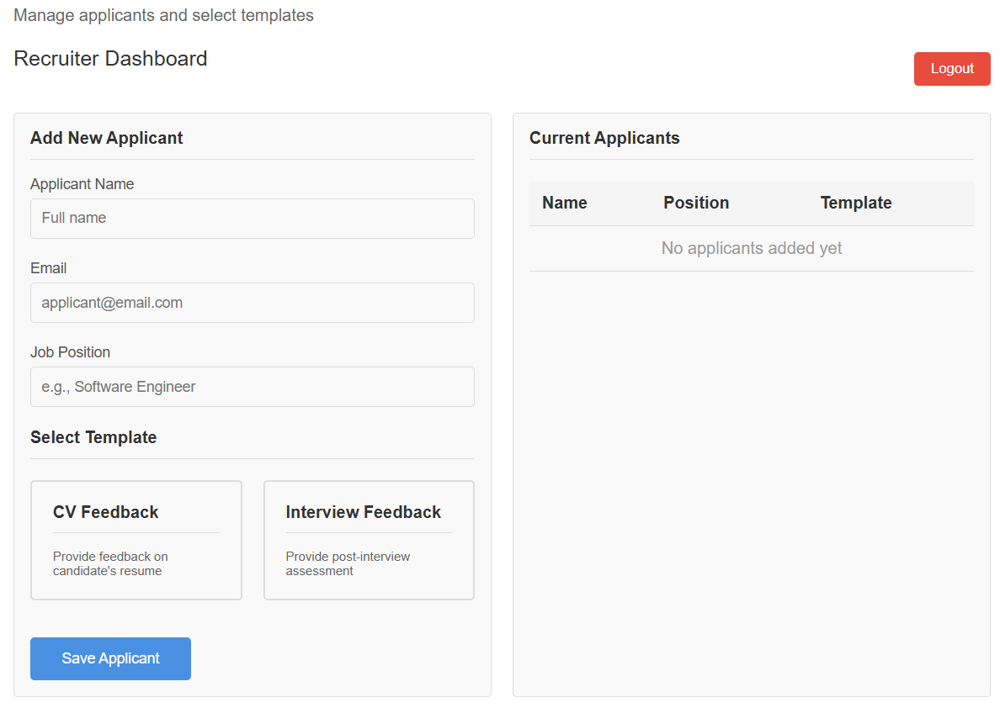 Manage applicants and select templates
Recruiter Dashboard
Logout
Add New Applicant
Applicant Name
Full name
Email
applicant@email.com
Job Position
e.g., Software Engineer
Select Template
CV Feedback
Provide feedback on
candidate's resume
Interview Feedback
Provide post-interview
assessment
Save Applicant
Current Applicants
Name Position Template
No applicants added yet